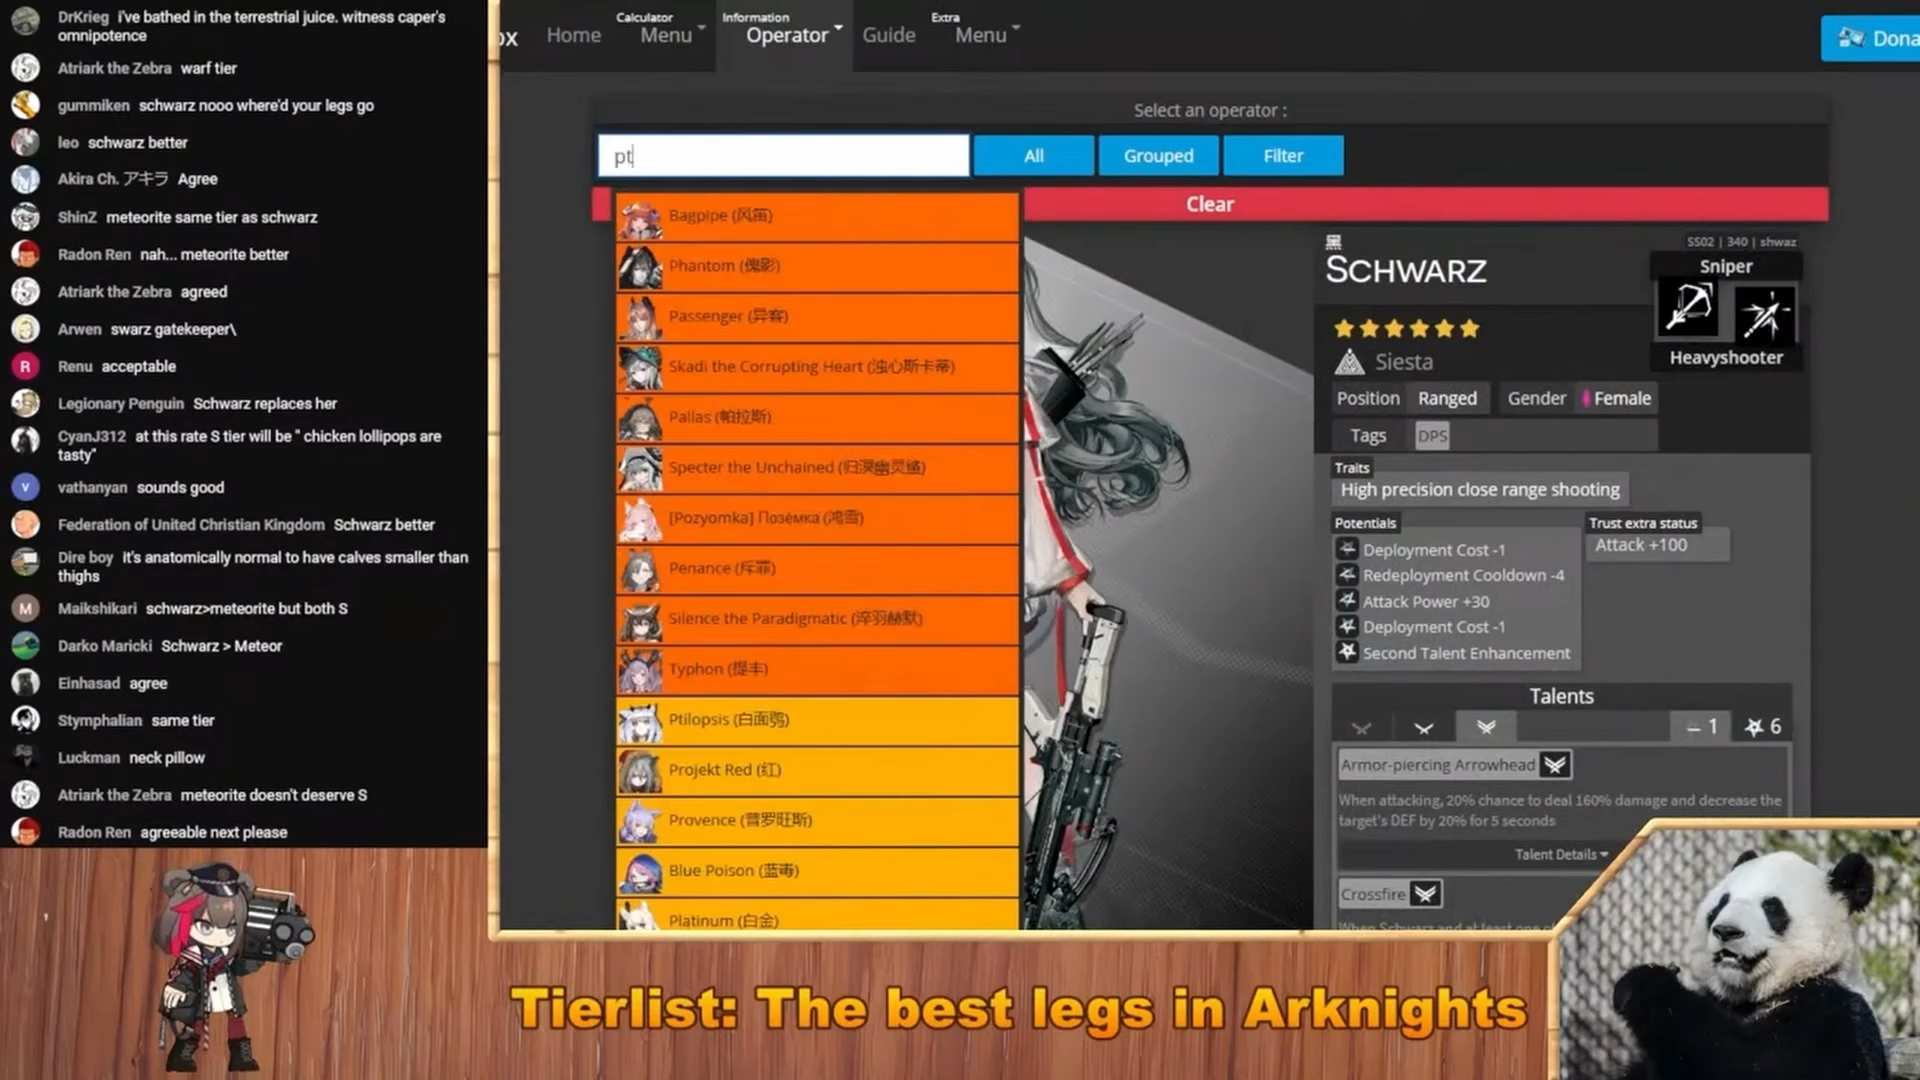 DrKrieg i've bathed in the terrestrial juice. witness caper's
omnipotence
Atriark the Zebra warf tier
gummiken schwarz nooo where'd your legs go
leo schwarz better
Akira Ch. アキラ Agree
ShinZ meteorite same tier as schwarz
Radon Ren nah... meteorite better
Atriark the Zebra agreed
Arwen swarz gatekeeper\
R Renu acceptable
Legionary Penguin Schwarz replaces her
CyanJ312 at this rate S tier will be " chicken lollipops are
tasty"
v vathanyan sounds good
Federation of United Christian Kingdom Schwarz better
Dire boy it's anatomically normal to have calves smaller than
thighs
M Maikshikari schwarz>meteorite but both S
Darko Maricki Schwarz > Meteor
Einhasad agree
Stymphalian same tier
Luckman neck pillow
Atriark the Zebra meteorite doesn't deserve S
Radon Ren agreeable next please
ox
Home
Calculator
Menu
Information
Operator
Guide
Extra
Menu
Dona
Select an operator :
pt
All
Grouped
Filter
Clear
Bagpipe (风笛)
Phantom (傀影)
Passenger (异客)
Skadi the Corrupting Heart (浊心斯卡蒂)
Pallas (帕拉斯)
Specter the Unchained (归溟幽灵鲨)
[Pozyomka] Позёмка (鸿雪)
Penance (斥罪)
Silence the Paradigmatic (淬羽赫默)
Typhon (提丰)
Ptilopsis (白面鸮)
Projekt Red (红)
Provence (普罗旺斯)
Blue Poison (蓝毒)
Platinum (白金)
黑
SCHWARZ
SS02 | 340 | shwaz
Sniper
Heavyshooter
Siesta
Position Ranged
Gender Female
Tags DPS
Traits
High precision close range shooting
Potentials
Deployment Cost -1
Redeployment Cooldown -4
Attack Power +30
Deployment Cost -1
Second Talent Enhancement
Trust extra status
Attack +100
Talents
1
6
Armor-piercing Arrowhead
When attacking, 20% chance to deal 160% damage and decrease the
target's DEF by 20% for 5 seconds
Talent Details
Crossfire
When Schwarz and at least one
Tierlist: The best legs in Arknights